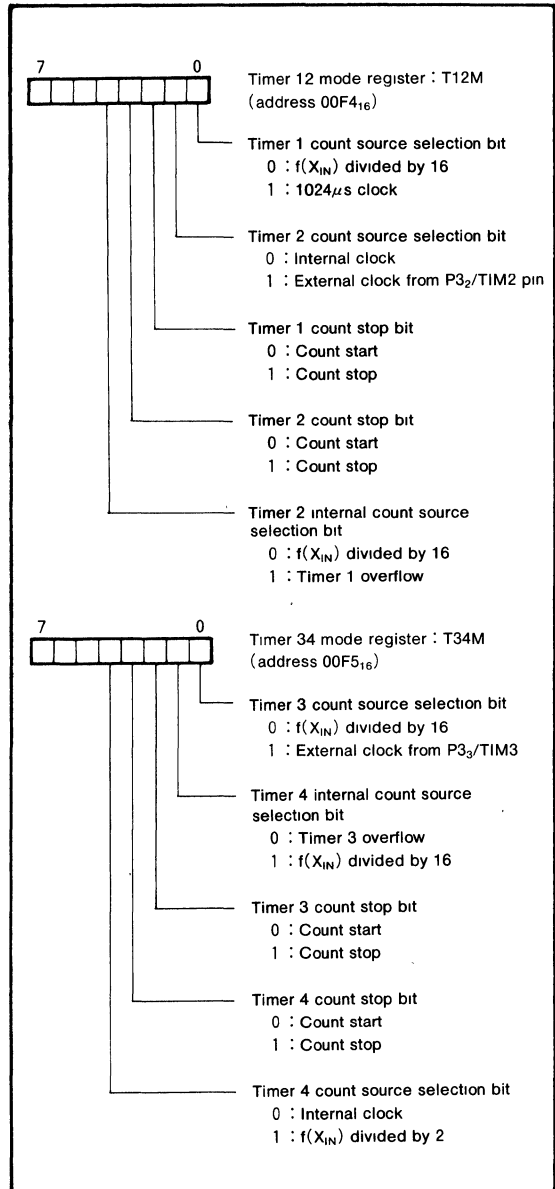 7 0
Timer 12 mode register : T12M
(address 00F4₁₆)
Timer 1 count source selection bit
0 : f(X_IN) divided by 16
1 : 1024μs clock
Timer 2 count source selection bit
0 : Internal clock
1 : External clock from P3₂/TIM2 pin
Timer 1 count stop bit
0 : Count start
1 : Count stop
Timer 2 count stop bit
0 : Count start
1 : Count stop
Timer 2 internal count source
selection bit
0 : f(X_IN) divided by 16
1 : Timer 1 overflow
7 0
Timer 34 mode register : T34M
(address 00F5₁₆)
Timer 3 count source selection bit
0 : f(X_IN) divided by 16
1 : External clock from P3₃/TIM3
Timer 4 internal count source
selection bit
0 : Timer 3 overflow
1 : f(X_IN) divided by 16
Timer 3 count stop bit
0 : Count start
1 : Count stop
Timer 4 count stop bit
0 : Count start
1 : Count stop
Timer 4 count source selection bit
0 : Internal clock
1 : f(X_IN) divided by 2